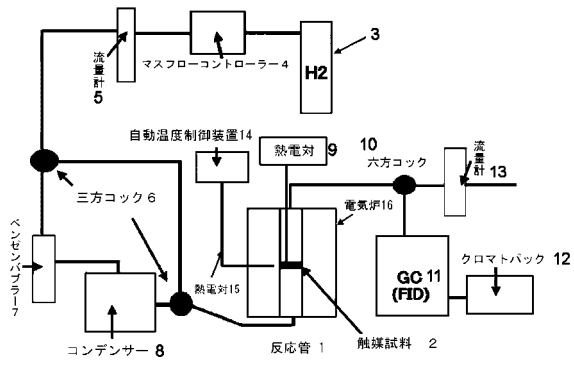 流量計
5
マスフローコントローラー4
H2
3
自動温度制御装置14
熱電対
9
10
六方コック
流量計 13
三方コック6
電気炉16
ベンゼンバブラー7
熱電対15
GC 11
(FID)
クロマトパック 12
コンデンサー 8
反応管 1
触媒試料 2